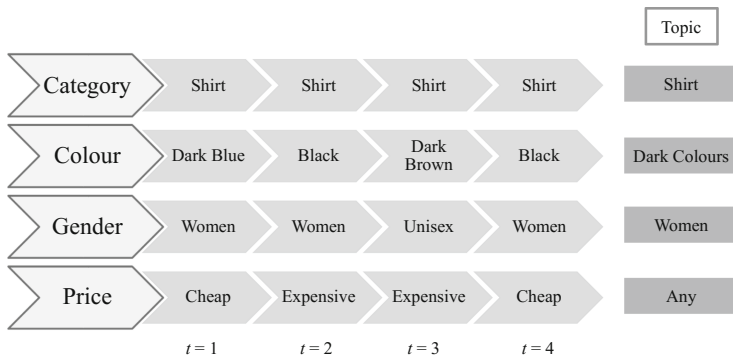 Topic
Category Shirt Shirt Shirt Shirt Shirt
Colour Dark Blue Black Dark Brown Black Dark Colours
Gender Women Women Unisex Women Women
Price Cheap Expensive Expensive Cheap Any
t = 1 t = 2 t = 3 t = 4